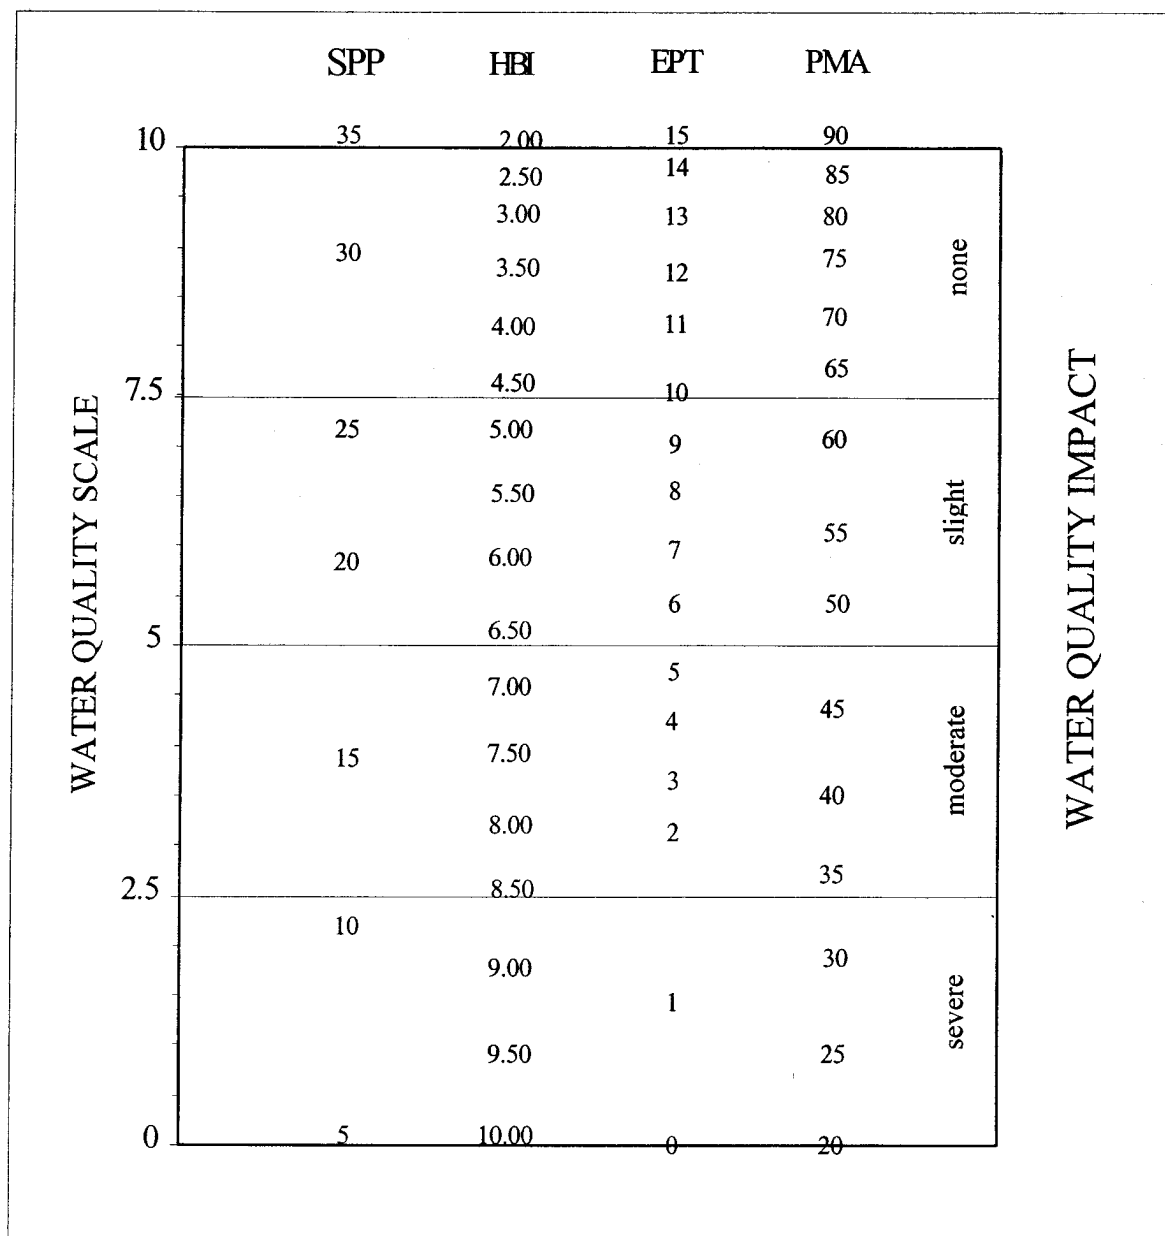 SPP HBI EPT PMA
10 35 2.00 15 90
14
2.50 85
3.00 13 80
30 75
3.50 12
none
4.00 11 70
65
7.5 4.50 10
25 5.00 9 60
5.50 8
slight
55
20 6.00 7
6 50
5 6.50
7.00 5
4 45
15 7.50
moderate
3 40
8.00 2
35
2.5 8.50
10
9.00 30
1
severe
9.50 25
0 5 10.00 0 20
WATER QUALITY SCALE
WATER QUALITY IMPACT